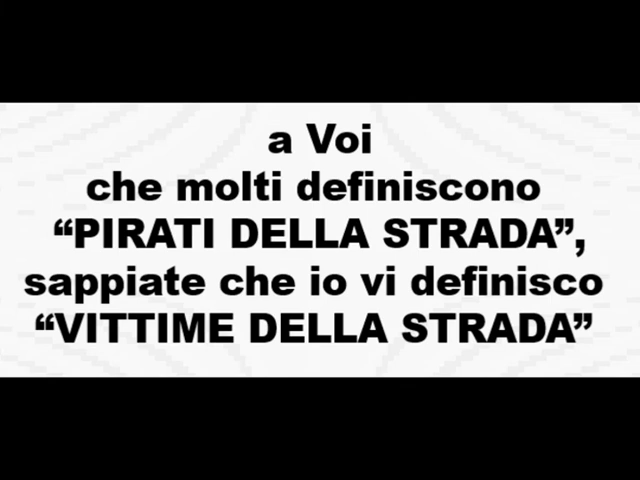 a Voi
che molti definiscono
“PIRATI DELLA STRADA”,
sappiate che io vi definisco
“VITTIME DELLA STRADA”